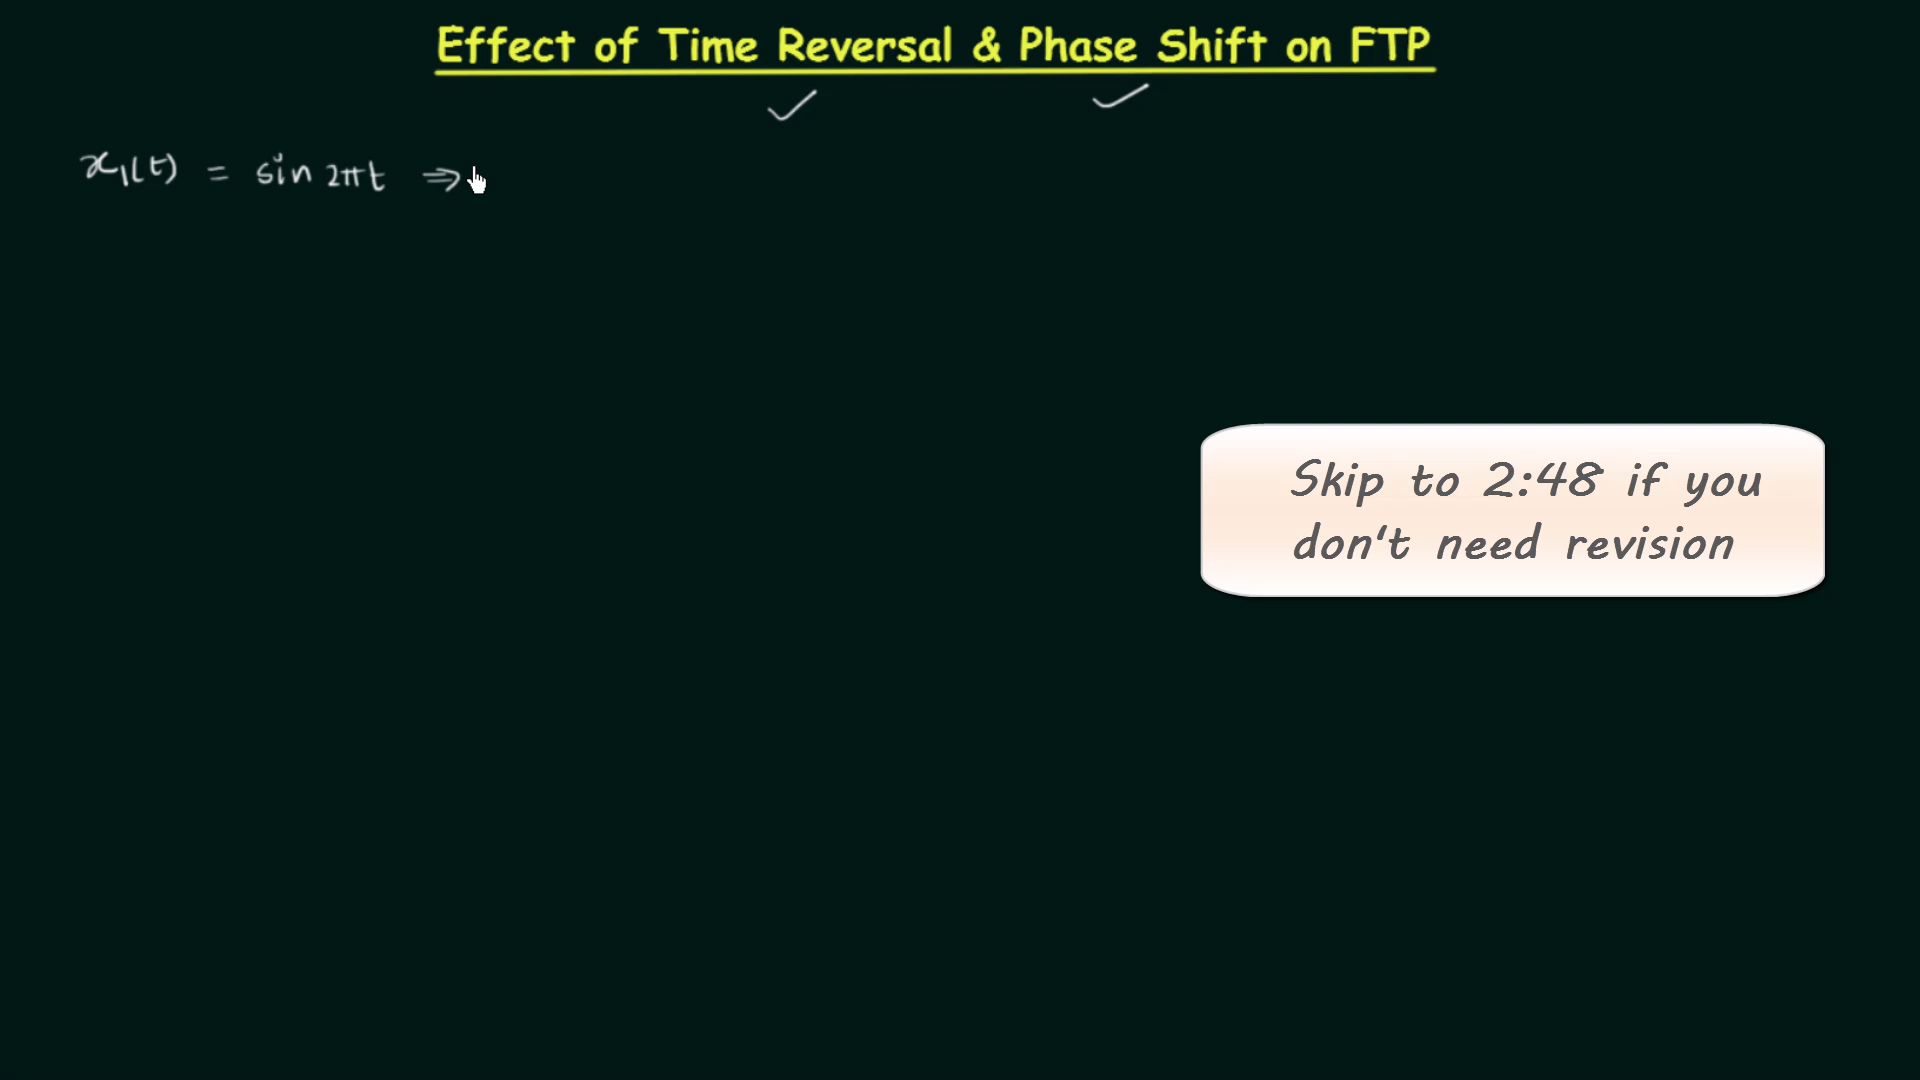 Effect of Time Reversal & Phase Shift on FTP
x₁(t) = sin 2πt ⇒
Skip to 2:48 if you
don't need revision